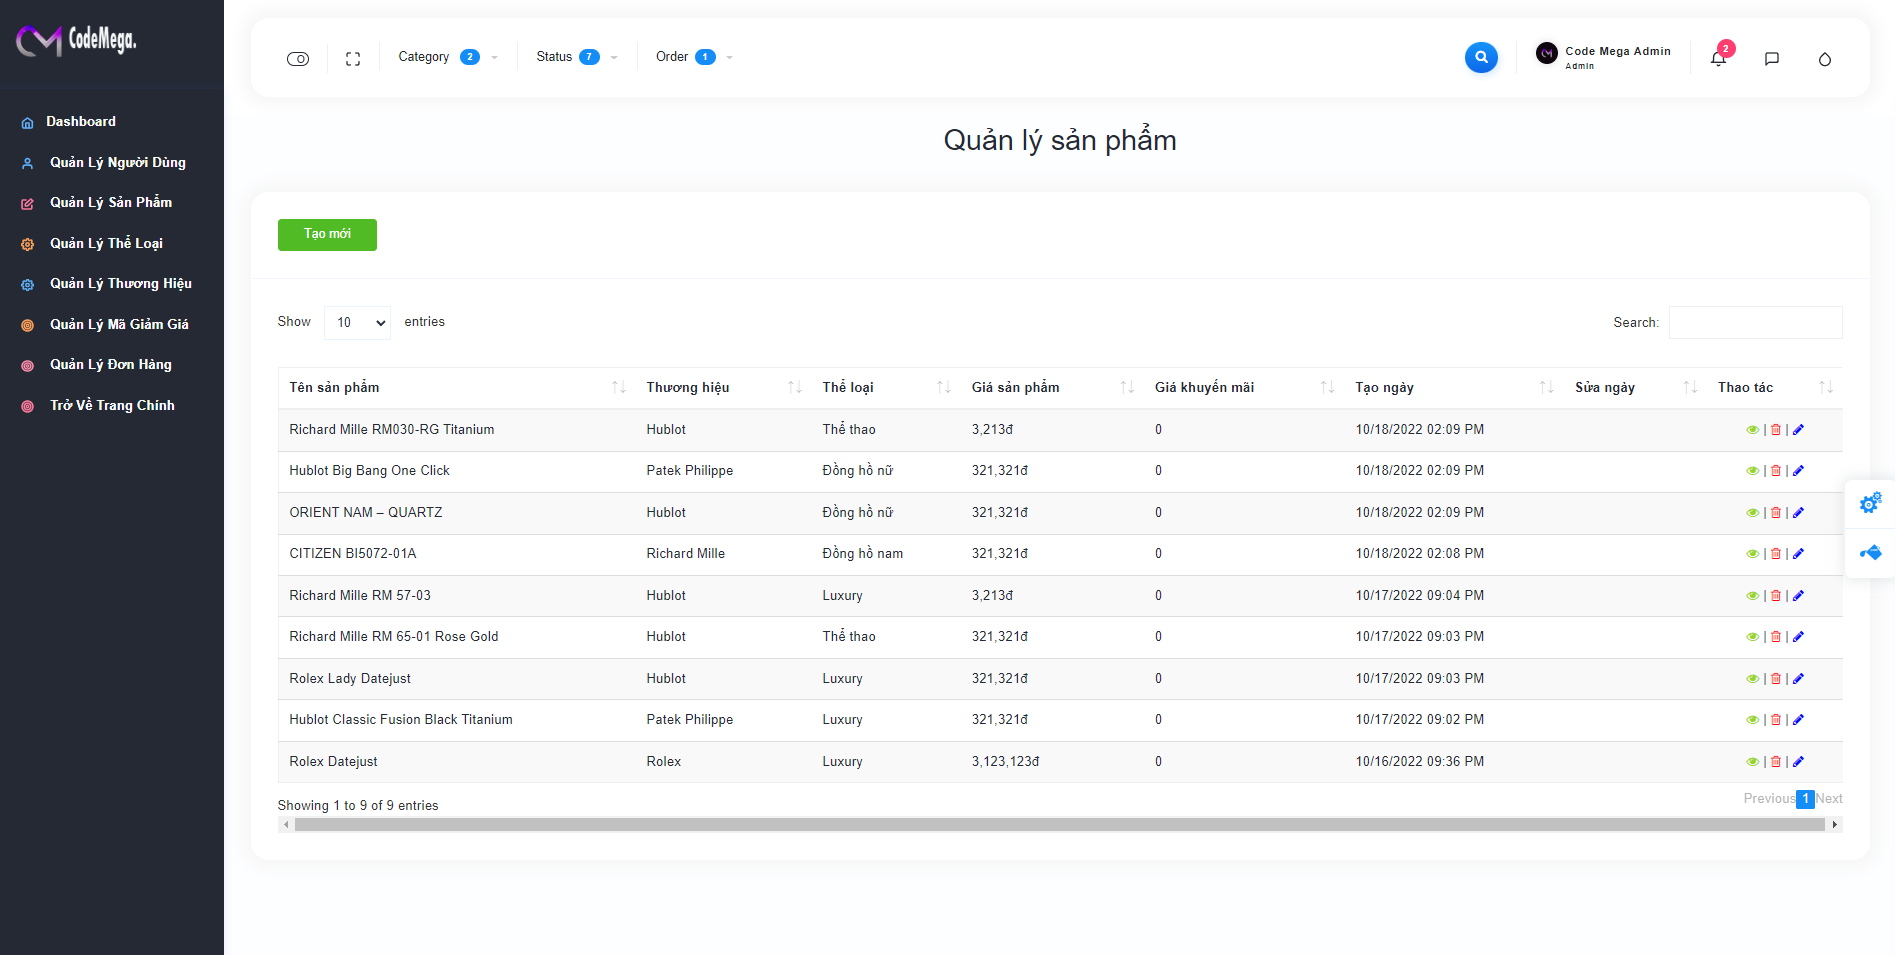 CodeMega.
Category 2 Status 7 Order 1
Code Mega Admin
Admin
2
Dashboard
Quản Lý Người Dùng
Quản Lý Sản Phẩm
Quản Lý Thể Loại
Quản Lý Thương Hiệu
Quản Lý Mã Giảm Giá
Quản Lý Đơn Hàng
Trở Về Trang Chính
Quản lý sản phẩm
Tạo mới
Show 10 entries Search:
Tên sản phẩm Thương hiệu Thể loại Giá sản phẩm Giá khuyến mãi Tạo ngày Sửa ngày Thao tác
Richard Mille RM030-RG Titanium Hublot Thể thao 3,213đ 0 10/18/2022 02:09 PM | |
Hublot Big Bang One Click Patek Philippe Đồng hồ nữ 321,321đ 0 10/18/2022 02:09 PM | |
ORIENT NAM – QUARTZ Hublot Đồng hồ nữ 321,321đ 0 10/18/2022 02:09 PM | |
CITIZEN BI5072-01A Richard Mille Đồng hồ nam 321,321đ 0 10/18/2022 02:08 PM | |
Richard Mille RM 57-03 Hublot Luxury 3,213đ 0 10/17/2022 09:04 PM | |
Richard Mille RM 65-01 Rose Gold Hublot Thể thao 321,321đ 0 10/17/2022 09:03 PM | |
Rolex Lady Datejust Hublot Luxury 321,321đ 0 10/17/2022 09:03 PM | |
Hublot Classic Fusion Black Titanium Patek Philippe Luxury 321,321đ 0 10/17/2022 09:02 PM | |
Rolex Datejust Rolex Luxury 3,123,123đ 0 10/16/2022 09:36 PM | |
Showing 1 to 9 of 9 entries Previous 1 Next